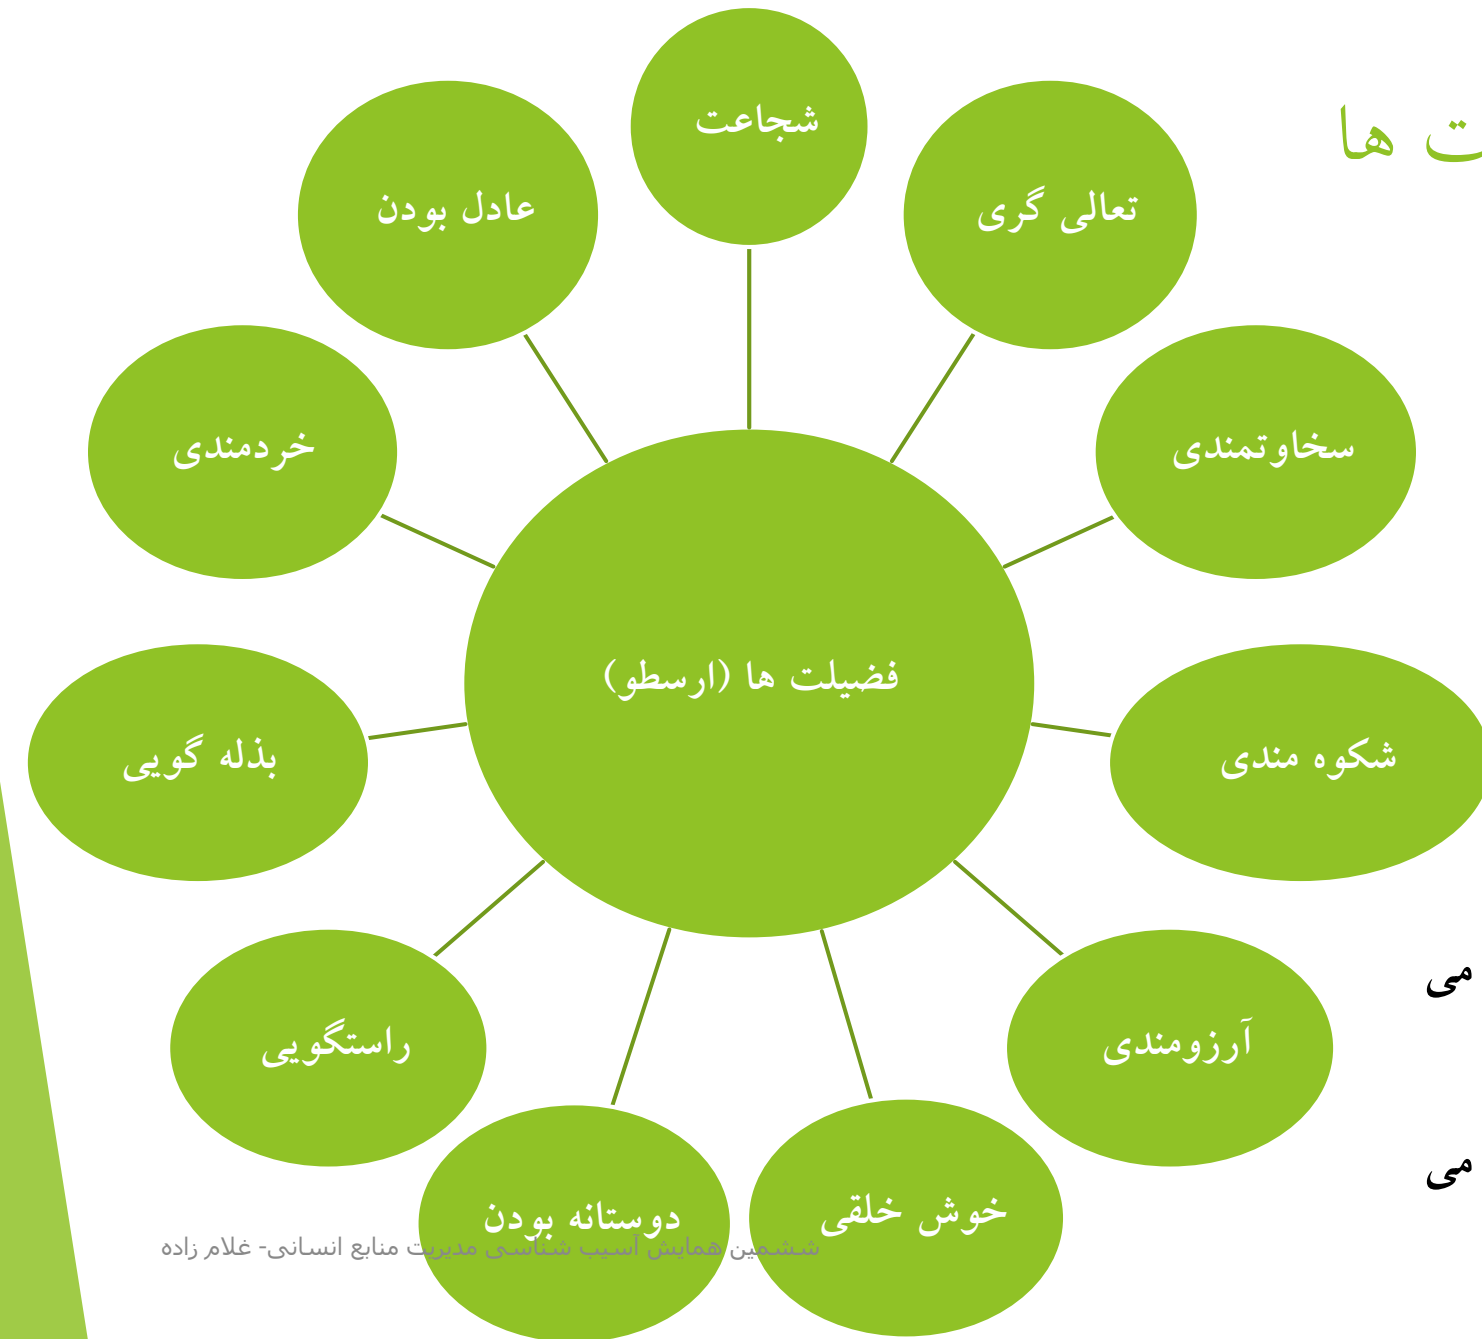 ت ها
شجاعت
تعالی گری
سخاوتمندی
شکوه مندی
آرزومندی
خوش خلقی
دوستانه بودن
راستگویی
بذله گویی
خردمندی
عادل بودن
فضیلت ها (ارسطو)
می
می
ششمین همایش آسیب شناسی مدیریت منابع انسانی- غلام زاده